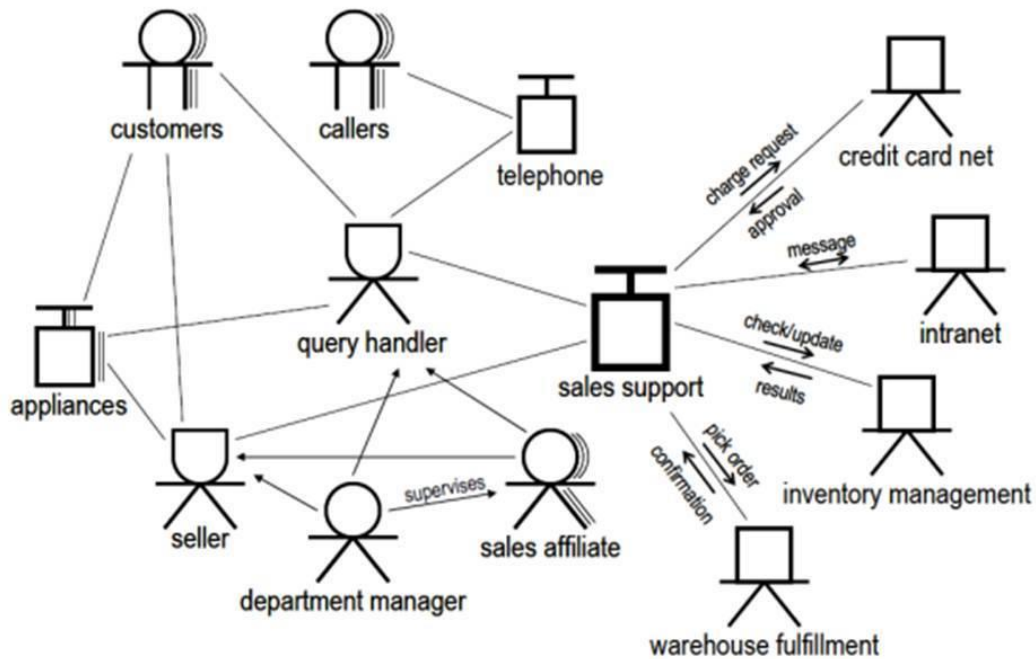 customers
callers
telephone
credit card net
charge request
approval
message
intranet
query handler
sales support
check/update
results
appliances
inventory management
pick order
confirmation
supervises
seller
sales affiliate
department manager
warehouse fulfillment